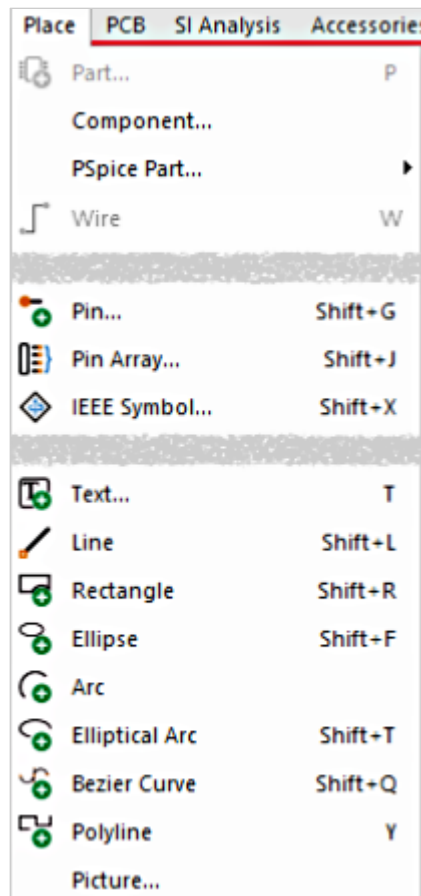 Place PCB SI Analysis Accessories
Part... P
Component...
PSpice Part...
Wire W
Pin... Shift+G
Pin Array... Shift+J
IEEE Symbol... Shift+X
Text... T
Line Shift+L
Rectangle Shift+R
Ellipse Shift+F
Arc
Elliptical Arc Shift+T
Bezier Curve Shift+Q
Polyline Y
Picture...